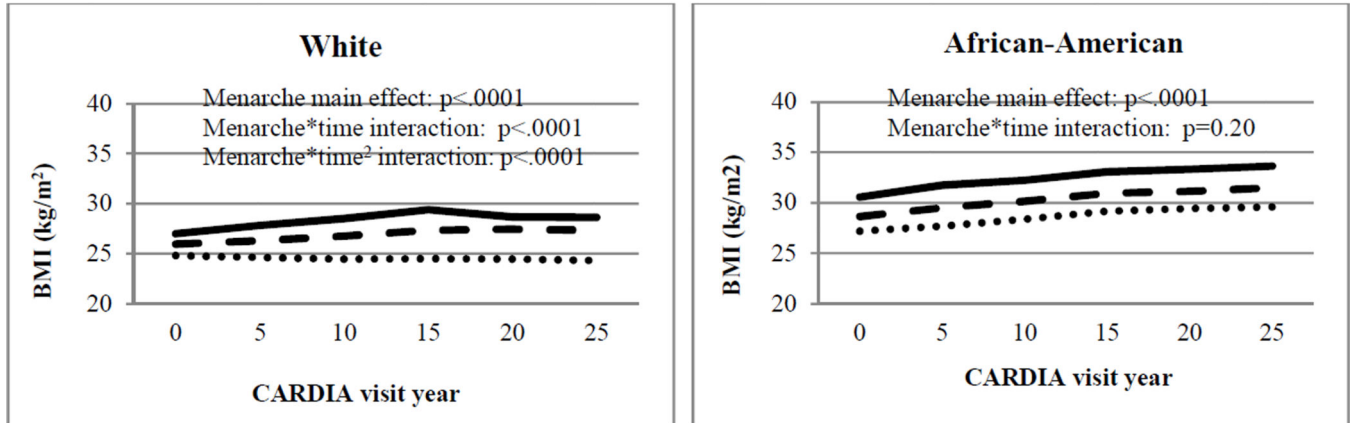 White
Menarche main effect: p<.0001
Menarche*time interaction:  p<.0001
Menarche*time² interaction: p<.0001
BMI (kg/m²)
40
35
30
25
20
0 5 10 15 20 25
CARDIA visit year
African-American
Menarche main effect: p<.0001
Menarche*time interaction:  p=0.20
BMI (kg/m2)
40
35
30
25
20
0 5 10 15 20 25
CARDIA visit year